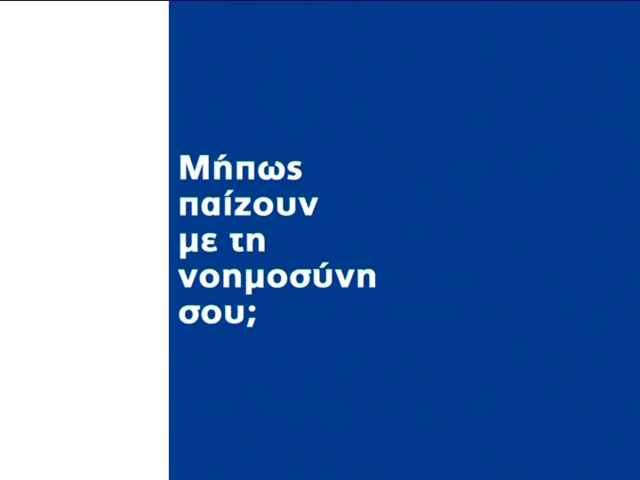 Μήπως
παίζουν
με τη
νοημοσύνη
σου;